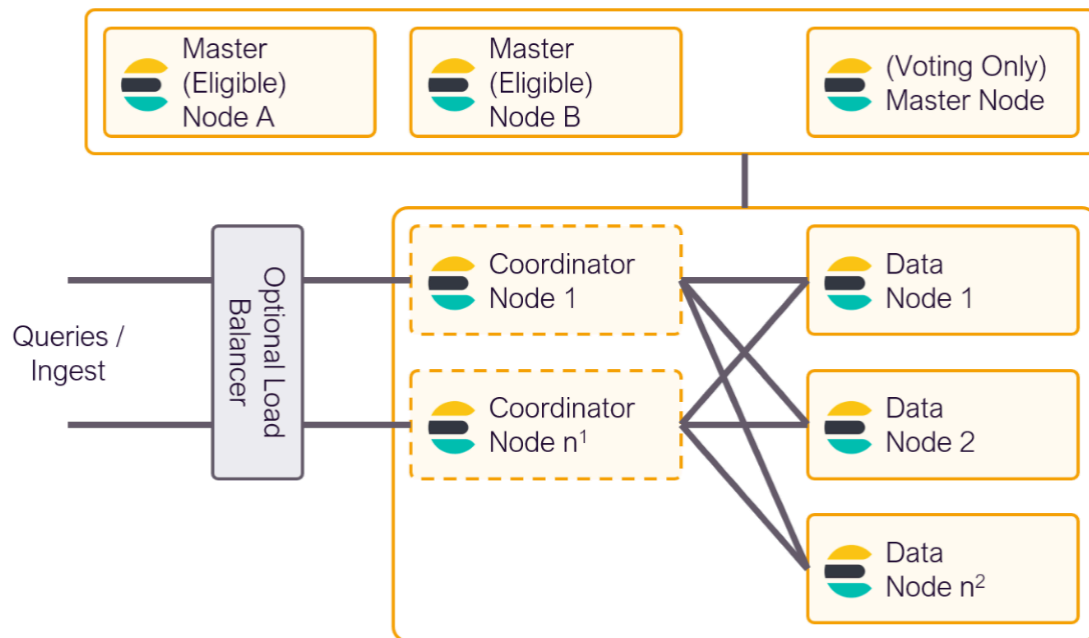 Master
(Eligible)
Node A
Master
(Eligible)
Node B
(Voting Only)
Master Node
Queries /
Ingest
Optional Load
Balancer
Coordinator
Node 1
Coordinator
Node n¹
Data
Node 1
Data
Node 2
Data
Node n²